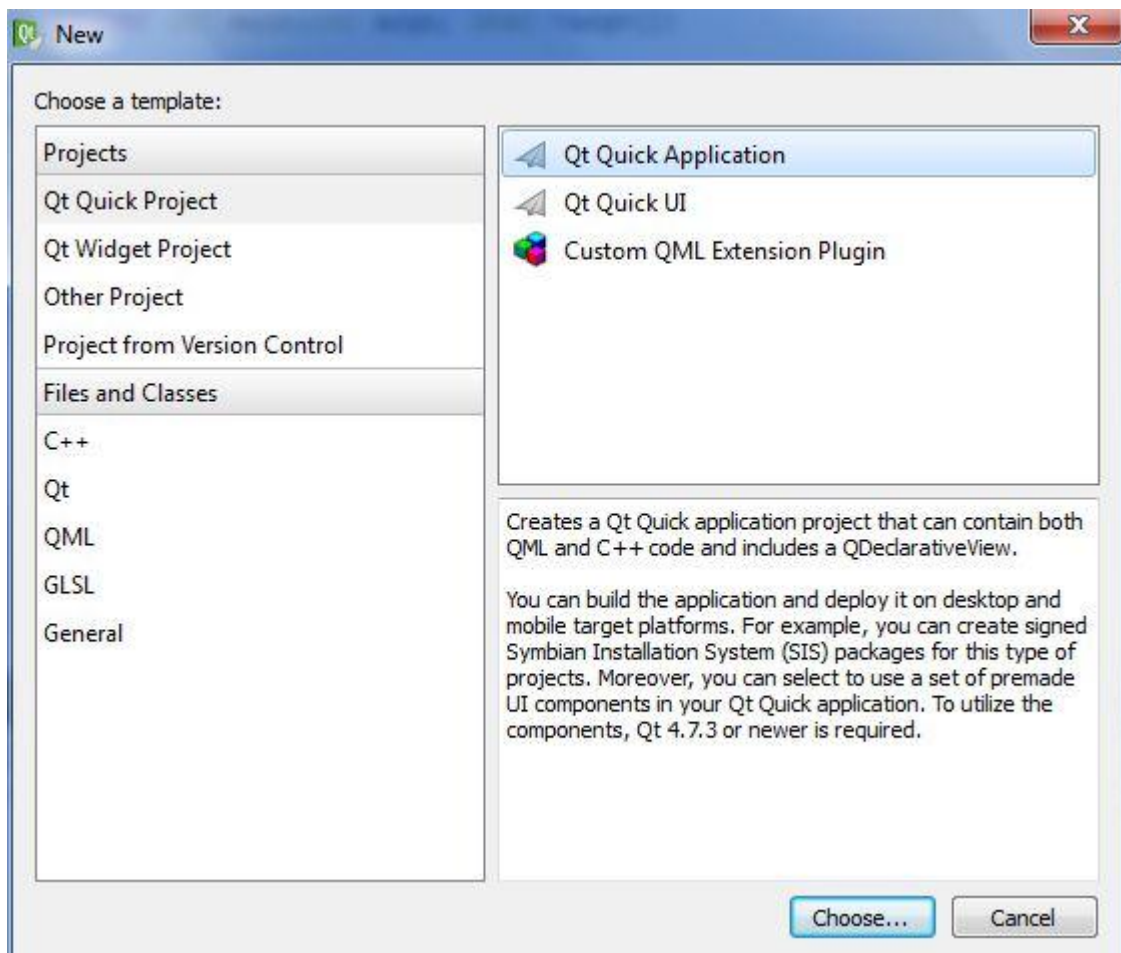 New
Choose a template:
Projects
Qt Quick Project
Qt Widget Project
Other Project
Project from Version Control
Files and Classes
C++
Qt
QML
GLSL
General
Qt Quick Application
Qt Quick UI
Custom QML Extension Plugin
Creates a Qt Quick application project that can contain both
QML and C++ code and includes a QDeclarativeView.
You can build the application and deploy it on desktop and
mobile target platforms. For example, you can create signed
Symbian Installation System (SIS) packages for this type of
projects. Moreover, you can select to use a set of premade
UI components in your Qt Quick application. To utilize the
components, Qt 4.7.3 or newer is required.
Choose...
Cancel